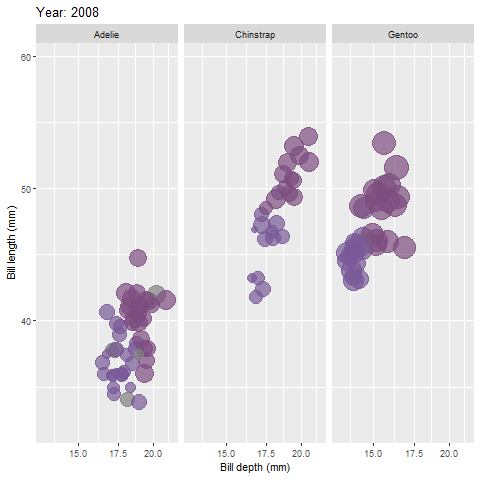 Year: 2008
Adelie Chinstrap Gentoo
60
50
40
15.0 17.5 20.0 15.0 17.5 20.0 15.0 17.5 20.0
Bill depth (mm)
Bill length (mm)